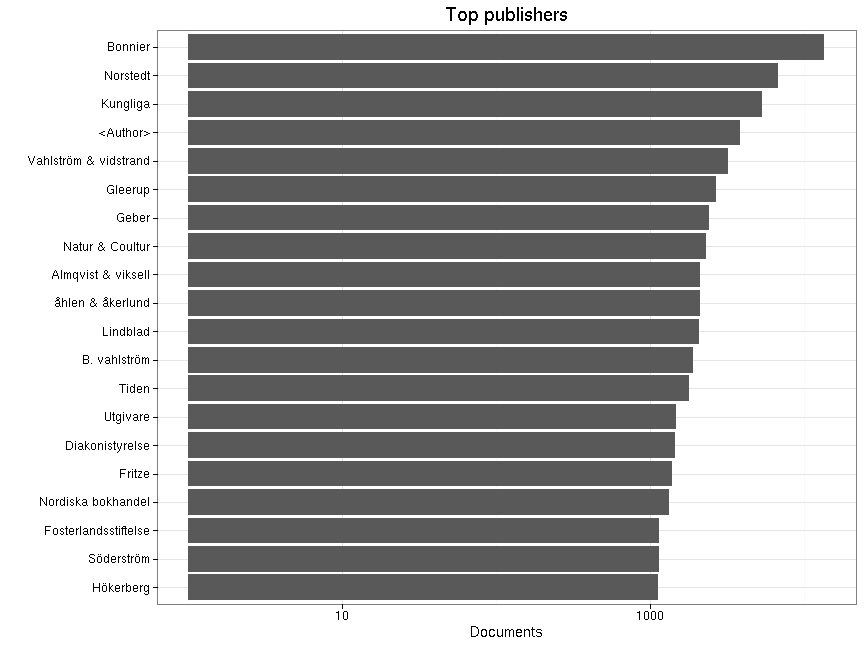 Top publishers
Bonnier
Norstedt
Kungliga
<Author>
Vahlström & vidstrand
Gleerup
Geber
Natur & Coultur
Almqvist & viksell
åhlen & åkerlund
Lindblad
B. vahlström
Tiden
Utgivare
Diakonistyrelse
Fritze
Nordiska bokhandel
Fosterlandsstiftelse
Söderström
Hökerberg
10 1000
Documents